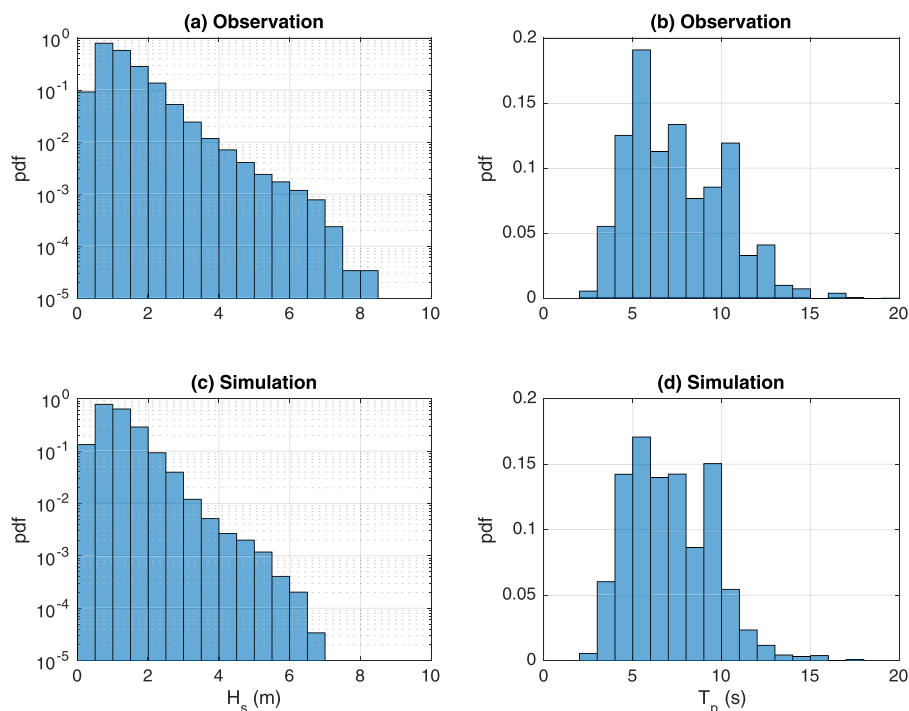 (a) Observation
pdf
10^0
10^-1
10^-2
10^-3
10^-4
10^-5
0 2 4 6 8 10
(b) Observation
pdf
0.2
0.15
0.1
0.05
0
0 5 10 15 20
(c) Simulation
pdf
10^0
10^-1
10^-2
10^-3
10^-4
10^-5
0 2 4 6 8 10
H_s (m)
(d) Simulation
pdf
0.2
0.15
0.1
0.05
0
0 5 10 15 20
T_p (s)